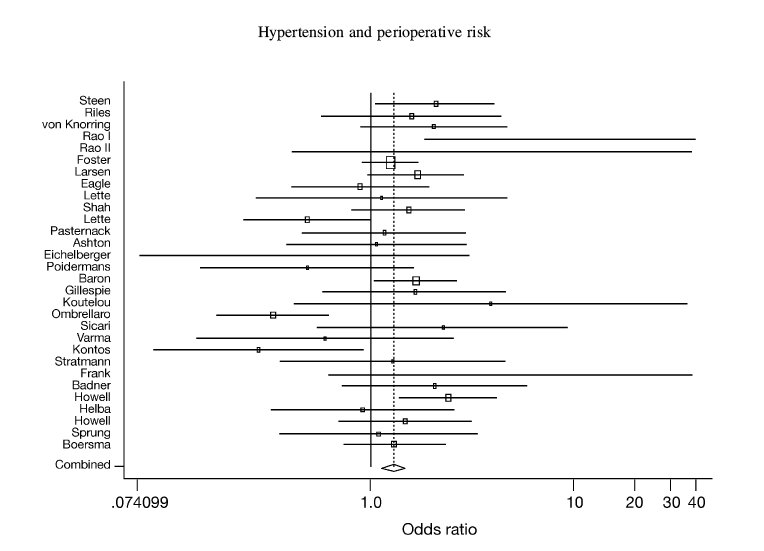 Hypertension and perioperative risk
Steen
Riles
von Knorring
Rao I
Rao II
Foster
Larsen
Eagle
Lette
Shah
Lette
Pasternack
Ashton
Eichelberger
Poidermans
Baron
Gillespie
Koutelou
Ombrellaro
Sicari
Varma
Kontos
Stratmann
Frank
Badner
Howell
Helba
Howell
Sprung
Boersma
Combined
.074099 1.0 10 20 30 40
Odds ratio